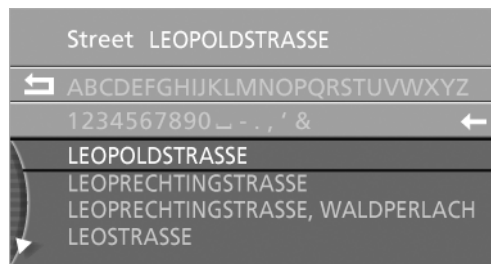 Street LEOPOLDSTRASSE
ABCDEFGHIJKLMNOPQRSTUVWXYZ
1234567890⎵-.,‘&
LEOPOLDSTRASSE
LEOPRECHTINGSTRASSE
LEOPRECHTINGSTRASSE, WALDPERLACH
LEOSTRASSE